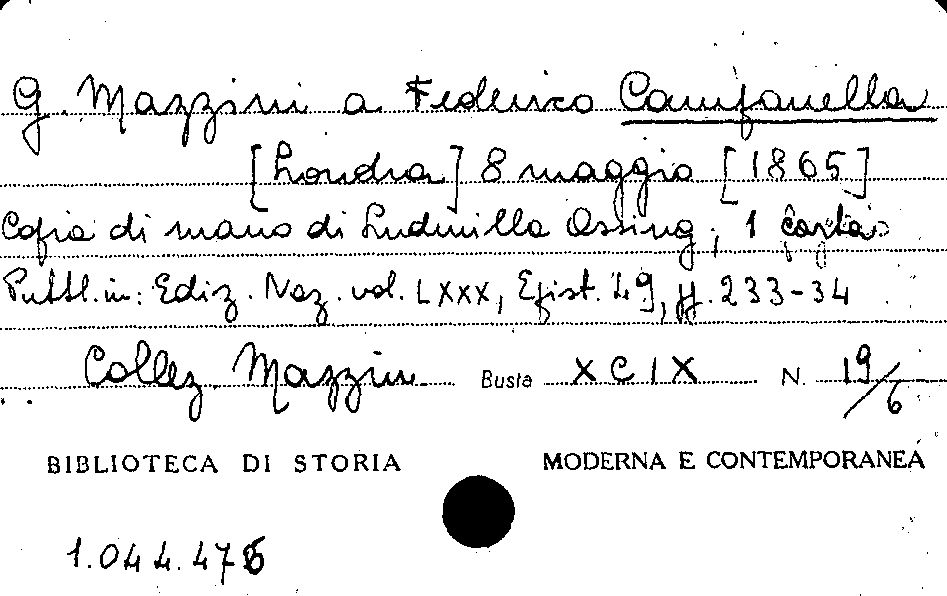 G. Mazzini a Federico Campanella
[Londra] 8 maggio [1865]
Copia di mano di Ludmilla Assing, 1 carta
Pubbl. in: Ediz. Naz. vol. LXXX, Epist. 49, pp. 233-34
Collez. Mazzini Busta XCIX N. 19/6
BIBLIOTECA DI STORIA MODERNA E CONTEMPORANEA
1.044.476